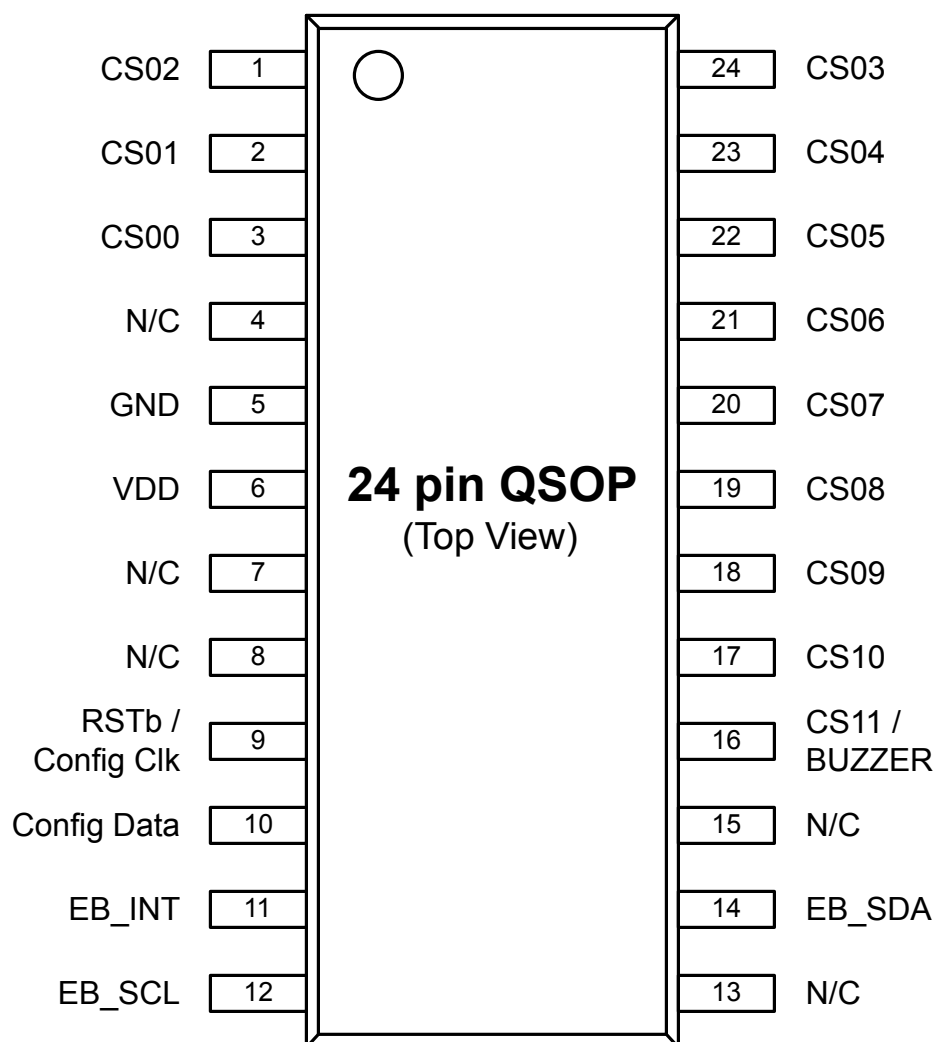 CS02 1 24 CS03
CS01 2 23 CS04
CS00 3 22 CS05
N/C 4 21 CS06
GND 5 20 CS07
VDD 6 19 CS08
24 pin QSOP
(Top View)
N/C 7 18 CS09
N/C 8 17 CS10
RSTb /
Config Clk 9 16 CS11 /
BUZZER
Config Data 10 15 N/C
EB_INT 11 14 EB_SDA
EB_SCL 12 13 N/C